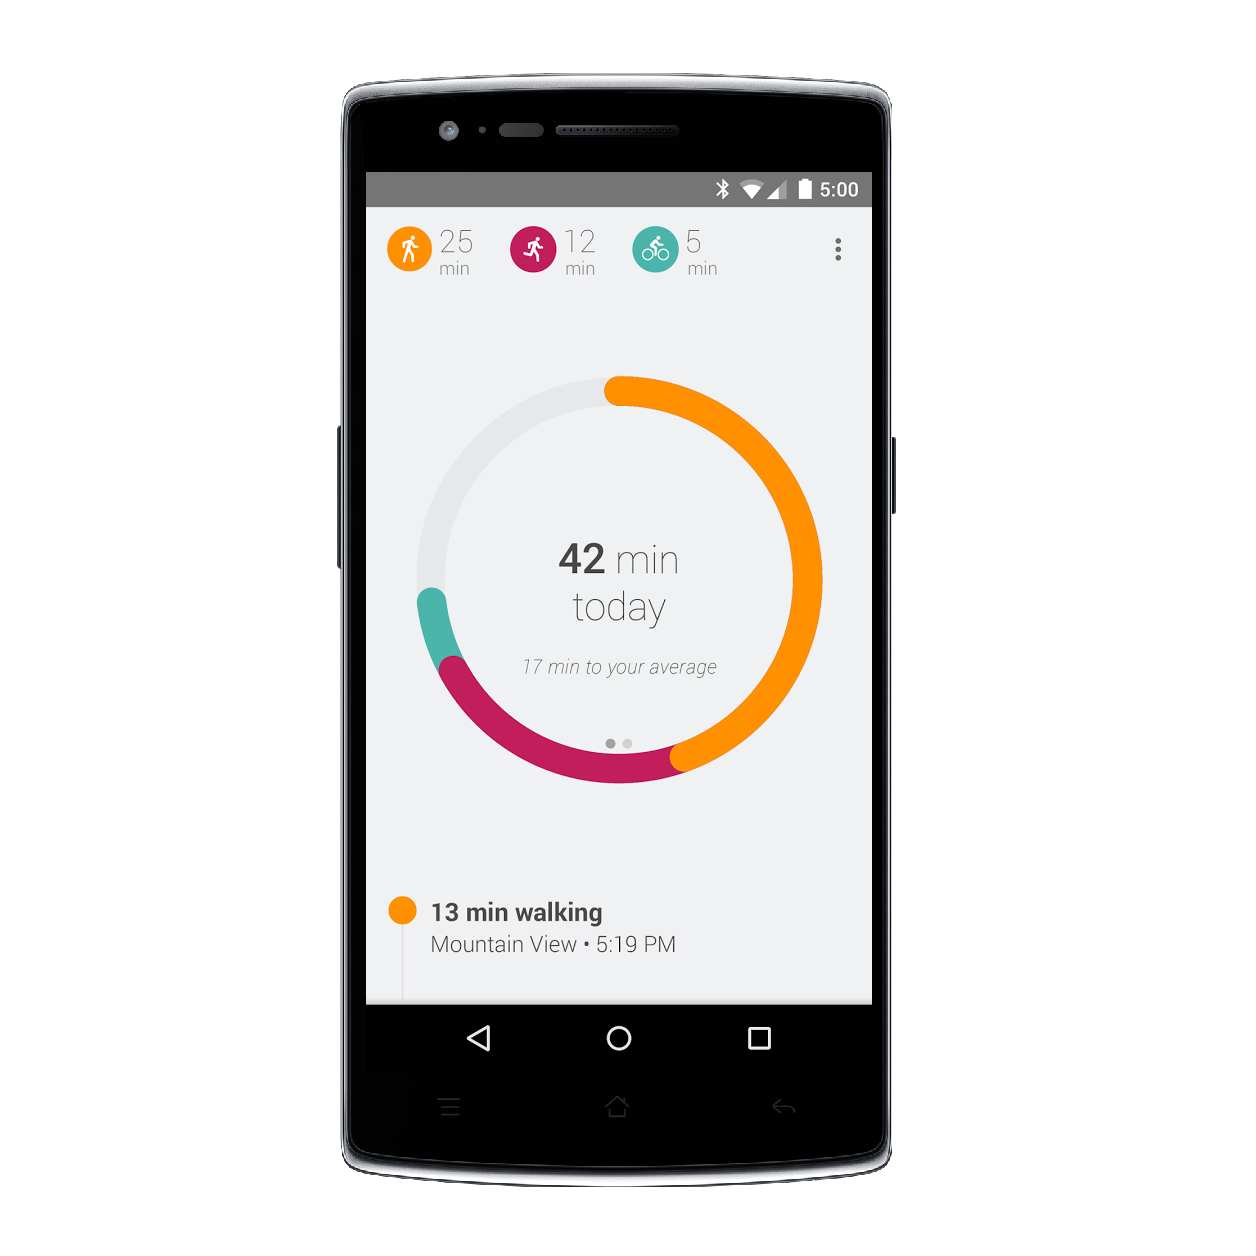 5:00
25 min
12 min
5 min
42 min
today
17 min to your average
13 min walking
Mountain View • 5:19 PM